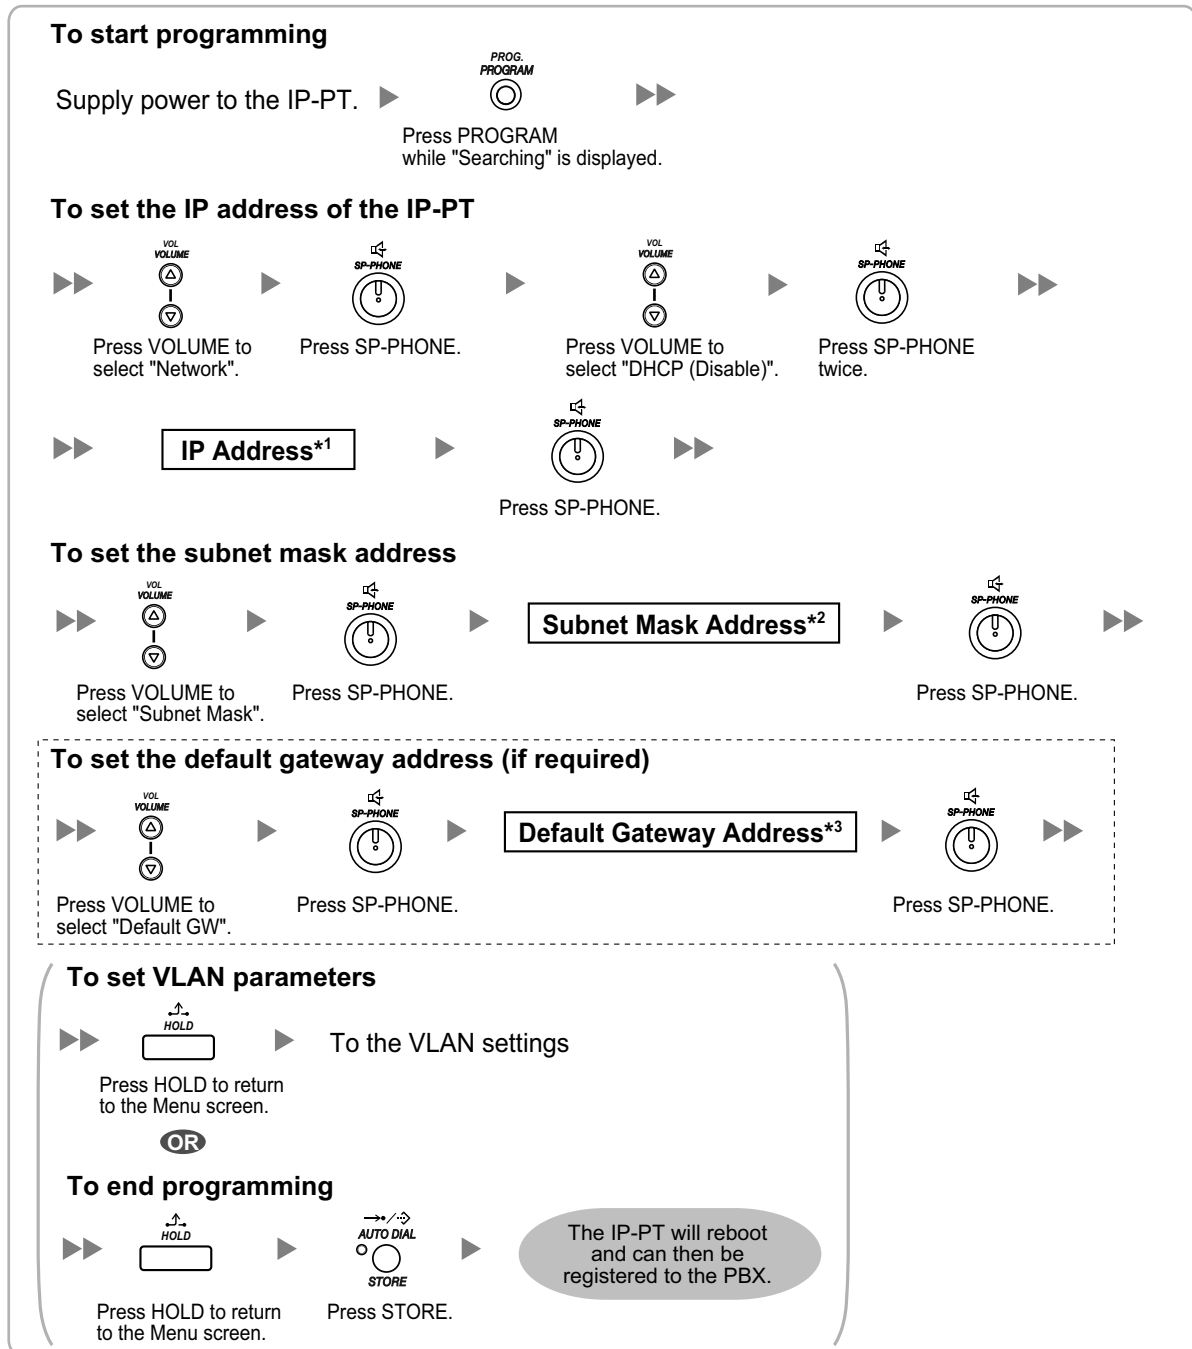 To start programming
Supply power to the IP-PT.
PROG.
PROGRAM
Press PROGRAM
while "Searching" is displayed.
To set the IP address of the IP-PT
VOL
VOLUME
Press VOLUME to
select "Network".
SP-PHONE
Press SP-PHONE.
VOL
VOLUME
Press VOLUME to
select "DHCP (Disable)".
SP-PHONE
Press SP-PHONE
twice.
IP Address*1
SP-PHONE
Press SP-PHONE.
To set the subnet mask address
VOL
VOLUME
Press VOLUME to
select "Subnet Mask".
SP-PHONE
Press SP-PHONE.
Subnet Mask Address*2
SP-PHONE
Press SP-PHONE.
To set the default gateway address (if required)
VOL
VOLUME
Press VOLUME to
select "Default GW".
SP-PHONE
Press SP-PHONE.
Default Gateway Address*3
SP-PHONE
Press SP-PHONE.
To set VLAN parameters
HOLD
Press HOLD to return
to the Menu screen.
To the VLAN settings
OR
To end programming
HOLD
Press HOLD to return
to the Menu screen.
AUTO DIAL
STORE
Press STORE.
The IP-PT will reboot
and can then be
registered to the PBX.